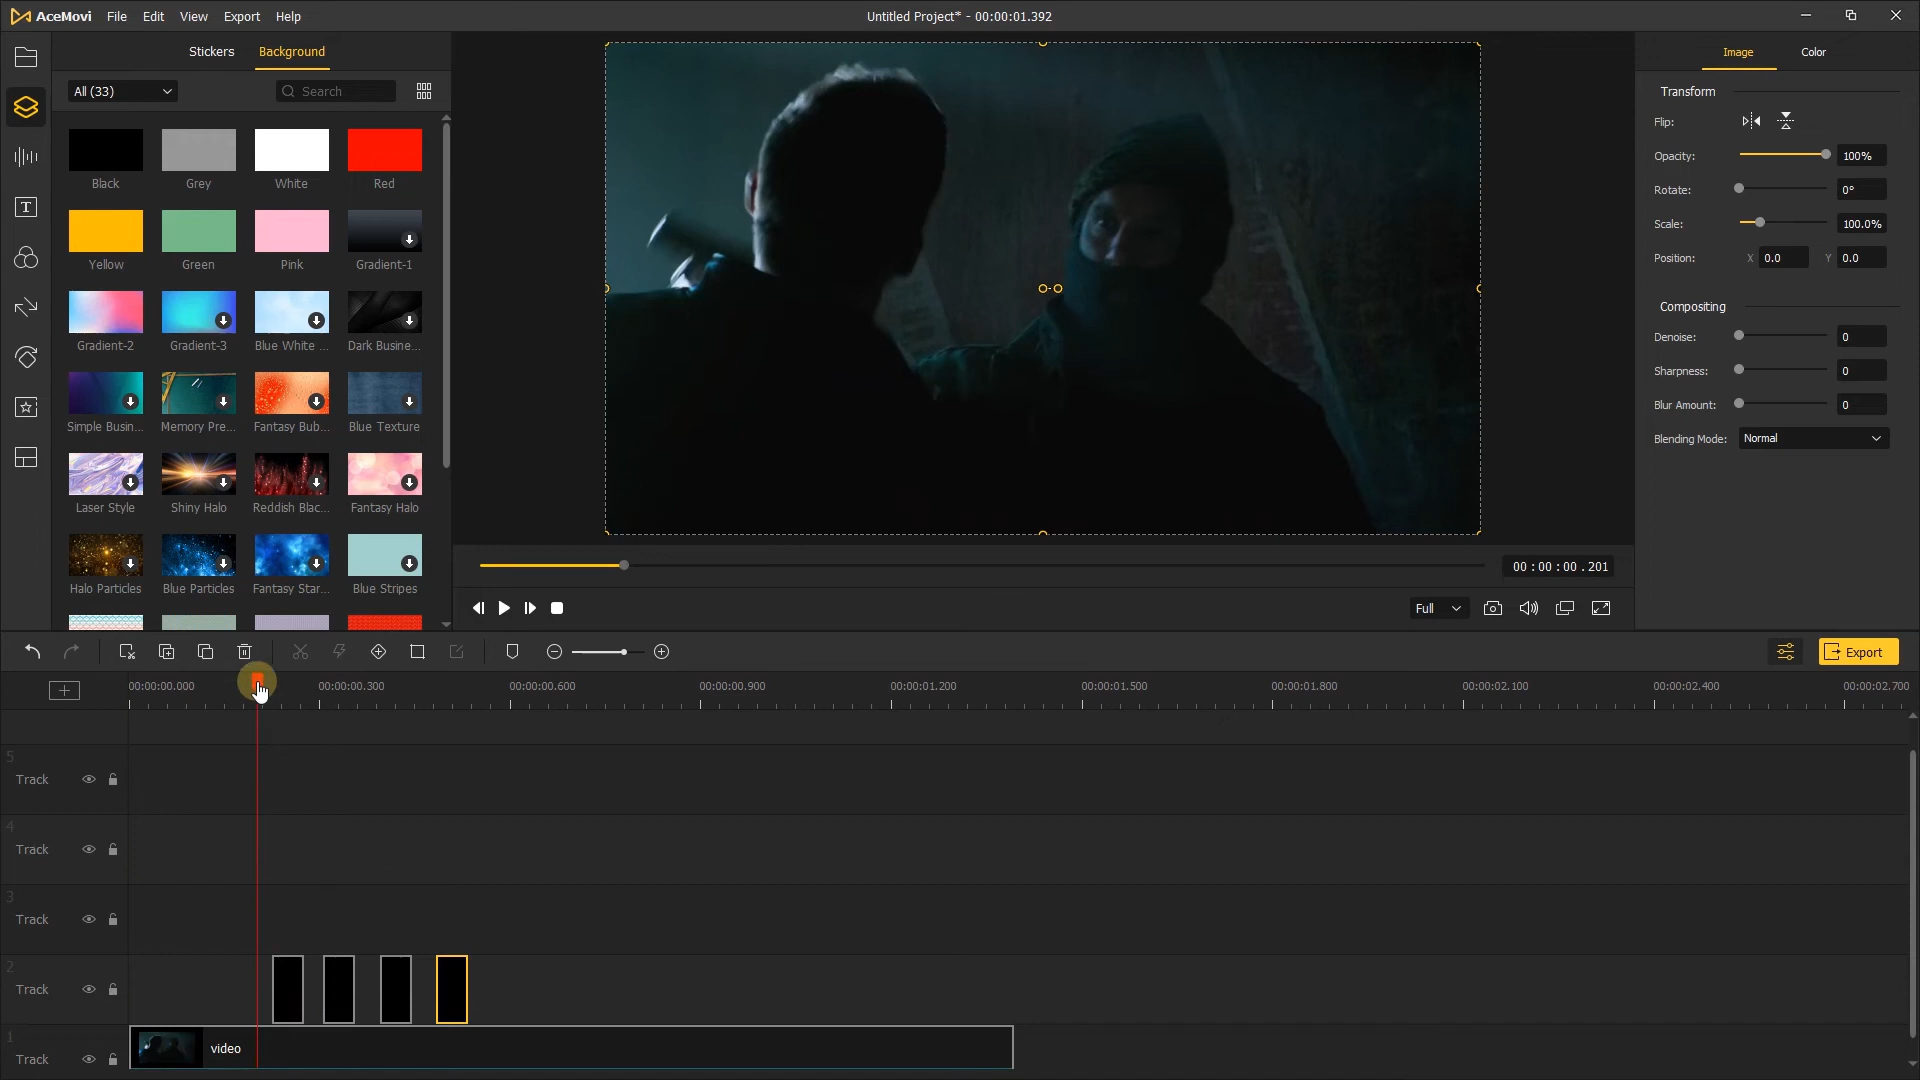 AceMovi File Edit View Export Help
Untitled Project* - 00:00:01.392
Stickers Background
All (33)
Search
Black Grey White Red
Yellow Green Pink Gradient-1
Gradient-2 Gradient-3 Blue White ... Dark Busine...
Simple Busin... Memory Pre... Fantasy Bub... Blue Texture
Laser Style Shiny Halo Reddish Blac... Fantasy Halo
Halo Particles Blue Particles Fantasy Star... Blue Stripes
00 : 00 : 00 . 201
Full
Image Color
Transform
Flip:
Opacity: 100%
Rotate: 0°
Scale: 100.0%
Position: X 0.0 Y 0.0
Compositing
Denoise: 0
Sharpness: 0
Blur Amount: 0
Blending Mode: Normal
Export
00:00:00.000 00:00:00.300 00:00:00.600 00:00:00.900 00:00:01.200 00:00:01.500 00:00:01.800 00:00:02.100 00:00:02.400 00:00:02.700
5
Track
4
Track
3
Track
2
Track
1
Track
video